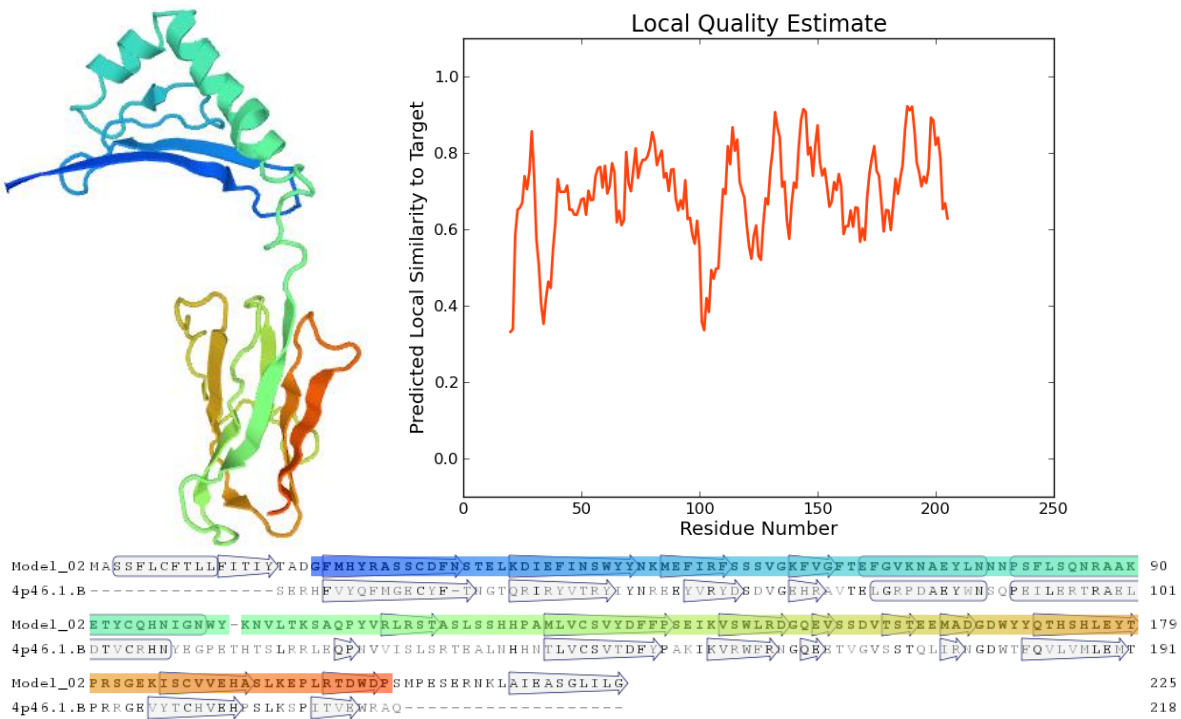 Local Quality Estimate
Predicted Local Similarity to Target
1.0
0.8
0.6
0.4
0.2
0.0
0 50 100 150 200 250
Residue Number
Model_02 MASSFLCFTLLFITIYTADGFMHYRASSCDFNSTELKDIEFINSWYYNKMEFIRFSSSVGKFVGFTEFGVKNAEYLNNNPSFLSQNRAAK 90
4p46.1.B ----------------SERHFVYQFMGECYF-TNGTQRIRYVTRYIYNREEYVRYDSDVGEHRAVTELGRPDAEYWNSQPEILERTRAEL 101
Model_02 ETYCQHNIGNWY-KNVLTKSAQPYVRLRSTASLSSHHPAMLVCSVYDFFPSEIKVSWLRDGQEVSSDVTSTEEMADGDWYYQTHSHLEYT 179
4p46.1.B DTVCRHNYEGPETHTSLRRLEQPNVVISLSRTEALNHHNTLVCSVTDFYPAKIKVRWFRNGQEETVGVSSTQLIRNGDWTFQVLVMLEMT 191
Model_02 PRSGEKISCVVEHASLKEPLRTDWDPSMPESERNKLAIEASGLILG 225
4p46.1.B PRRGEVYTCHVEHPSLKSPITVEWRAQ------------------- 218